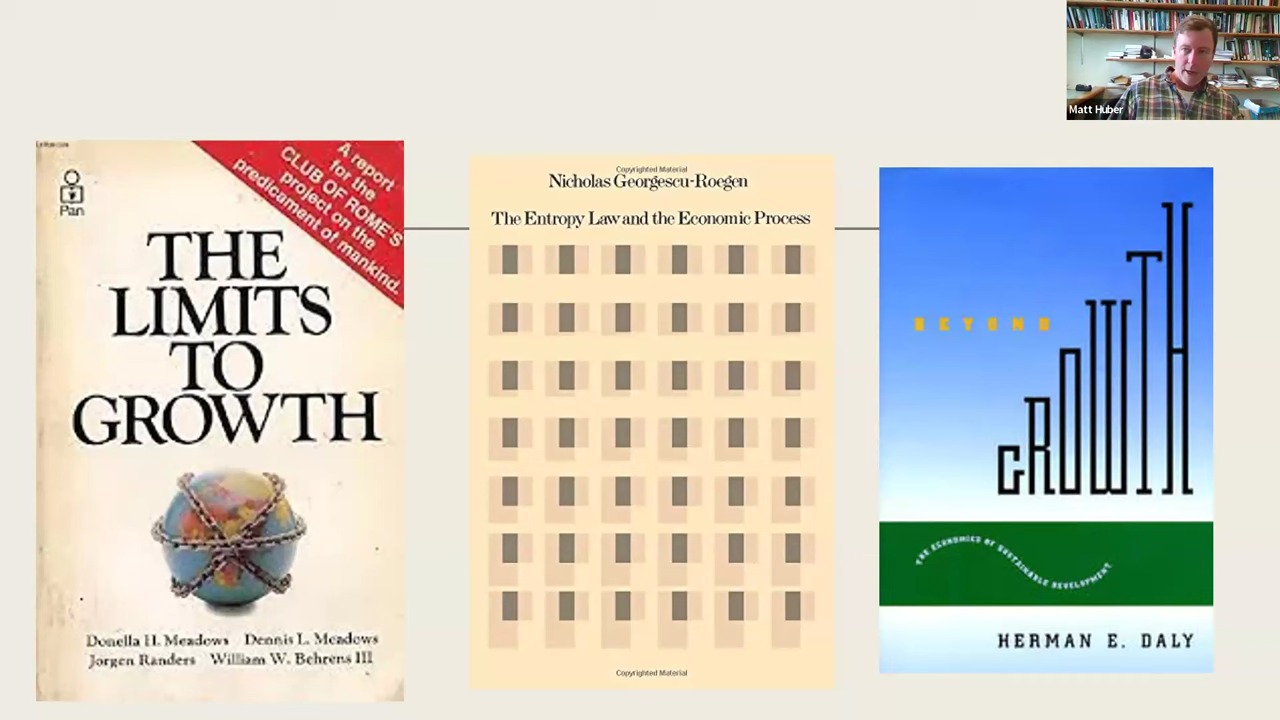 Matt Huber
Pan
A report
for the
CLUB OF ROME'S
project on the
predicament of mankind.
THE
LIMITS
TO
GROWTH
Donella H. Meadows Dennis L. Meadows
Jorgen Randers William W. Behrens III
Copyrighted Material
Nicholas Georgescu-Roegen
The Entropy Law and the Economic Process
Copyrighted Material
BEYOND
GROWTH
THE ECONOMICS OF SUSTAINABLE DEVELOPMENT
HERMAN E. DALY